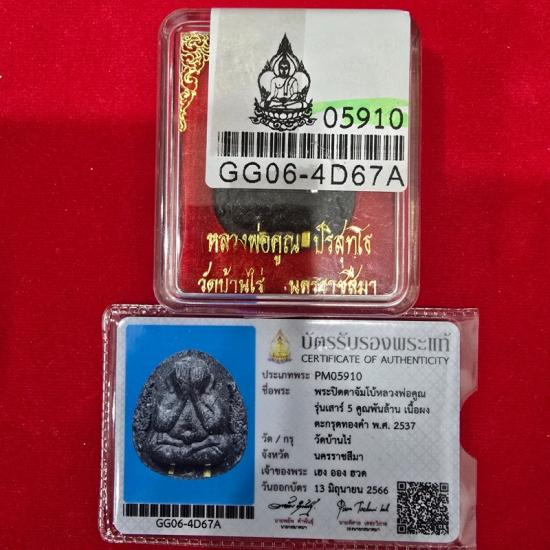 05910
GG06-4D67A
หลวงพ่อคูณ ปริสุทโธ
วัดบ้านไร่ นครราชสีมา
บัตรรับรองพระแท้
CERTIFICATE OF AUTHENTICITY
ประเภทพระ PM05910
ชื่อพระ พระปิดตาจัมโบ้หลวงพ่อคูณ
รุ่นเสาร์ 5 คูณพันล้าน เนื้อผง
ตะกรุดทองคำ พ.ศ. 2537
วัด / กรุ วัดบ้านไร่
จังหวัด นครราชสีมา
เจ้าของพระ เฮง ออง ฮวด
วันออกบัตร 13 มิถุนายน 2566
GG06-4D67A